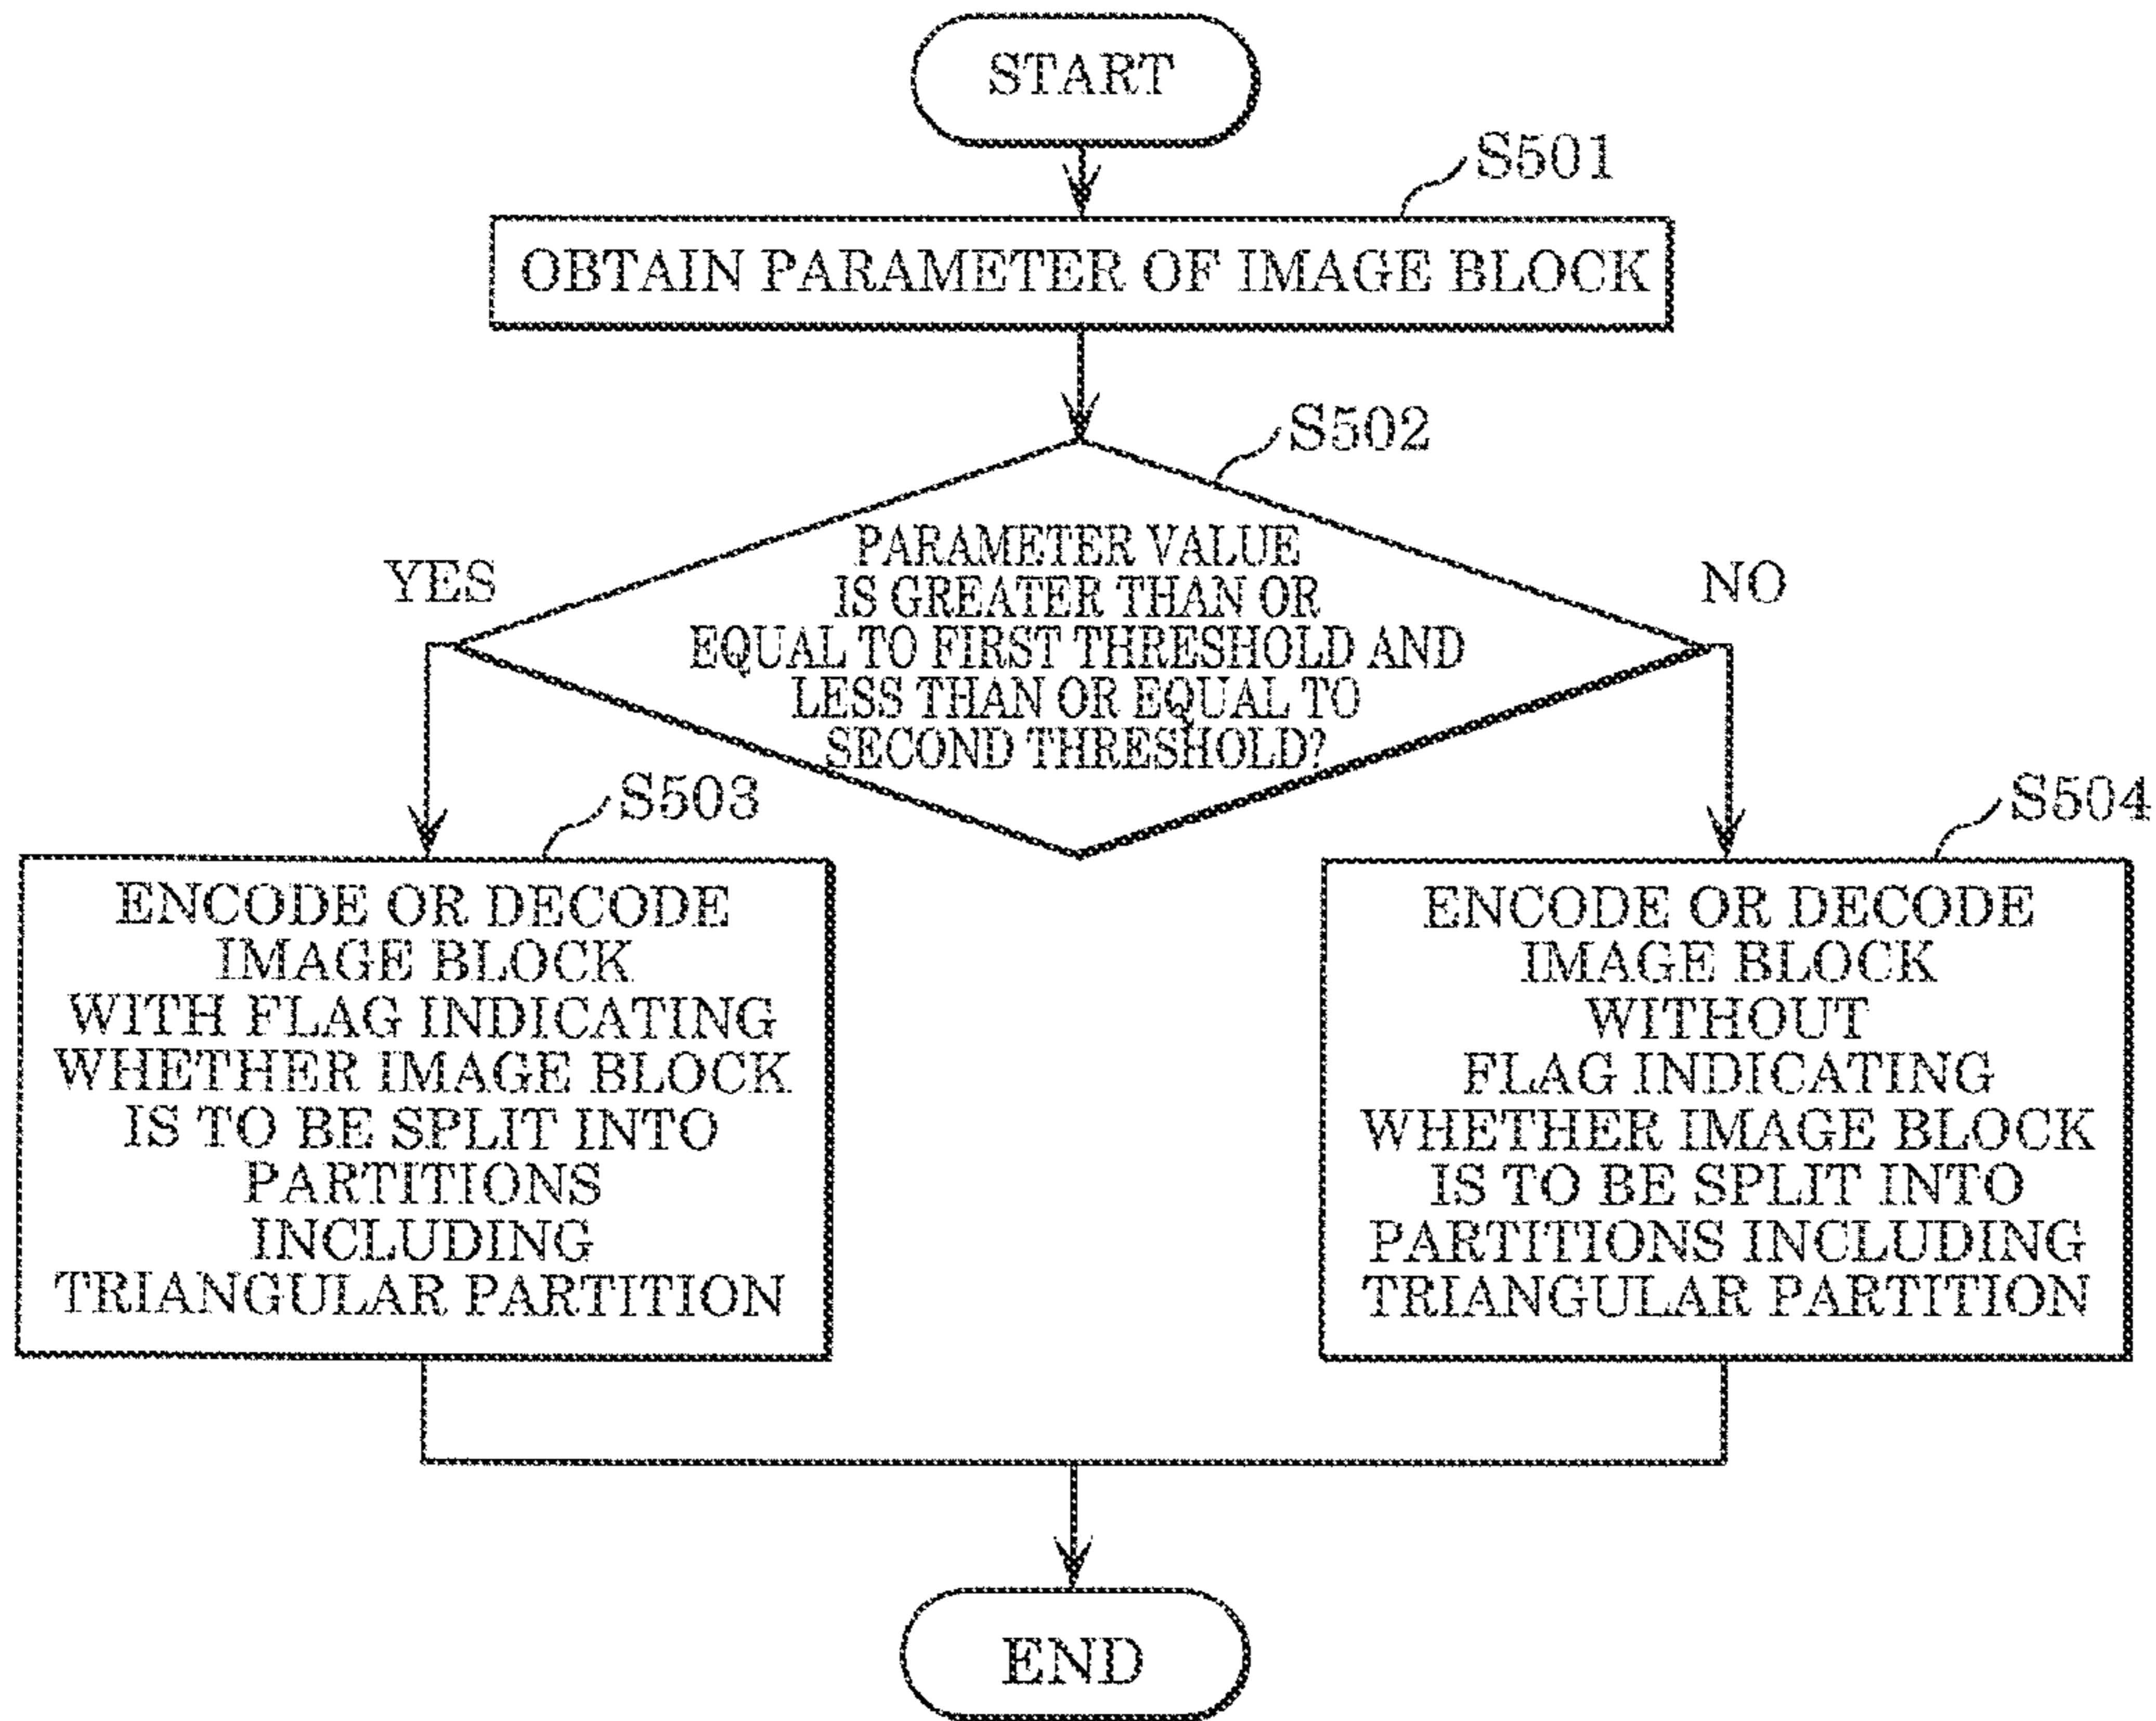 START
S501
OBTAIN PARAMETER OF IMAGE BLOCK
S502
PARAMETER VALUE
IS GREATER THAN OR
EQUAL TO FIRST THRESHOLD AND
LESS THAN OR EQUAL TO
SECOND THRESHOLD?
YES
NO
S503
ENCODE OR DECODE
IMAGE BLOCK
WITH FLAG INDICATING
WHETHER IMAGE BLOCK
IS TO BE SPLIT INTO
PARTITIONS
INCLUDING
TRIANGULAR PARTITION
S504
ENCODE OR DECODE
IMAGE BLOCK
WITHOUT
FLAG INDICATING
WHETHER IMAGE BLOCK
IS TO BE SPLIT INTO
PARTITIONS INCLUDING
TRIANGULAR PARTITION
END